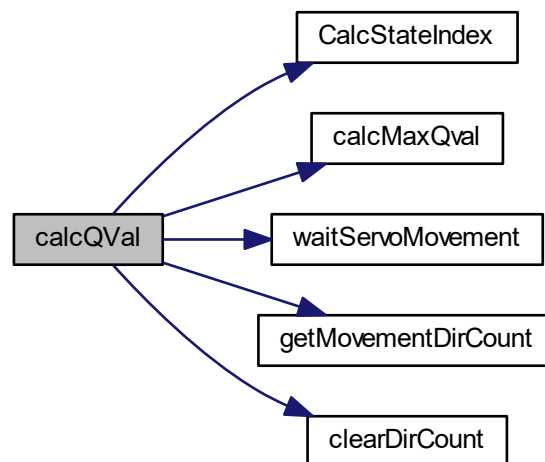 CalcStateIndex
calcMaxQval
calcQVal
waitServoMovement
getMovementDirCount
clearDirCount